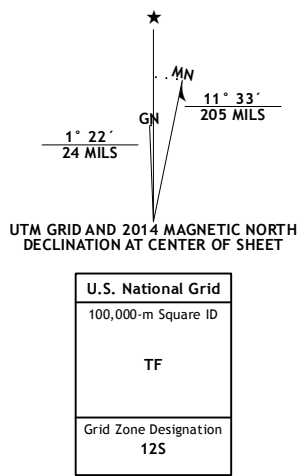 MN
GN
11° 33´
205 MILS
1° 22´
24 MILS
UTM GRID AND 2014 MAGNETIC NORTH
DECLINATION AT CENTER OF SHEET
U.S. National Grid
100,000-m Square ID
TF
Grid Zone Designation
12S